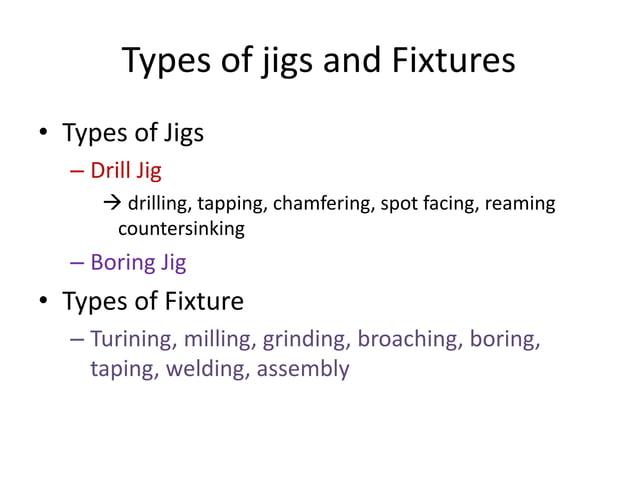 Types of jigs and Fixtures
• Types of Jigs
– Drill Jig
→ drilling, tapping, chamfering, spot facing, reaming
countersinking
– Boring Jig
• Types of Fixture
– Turining, milling, grinding, broaching, boring,
taping, welding, assembly